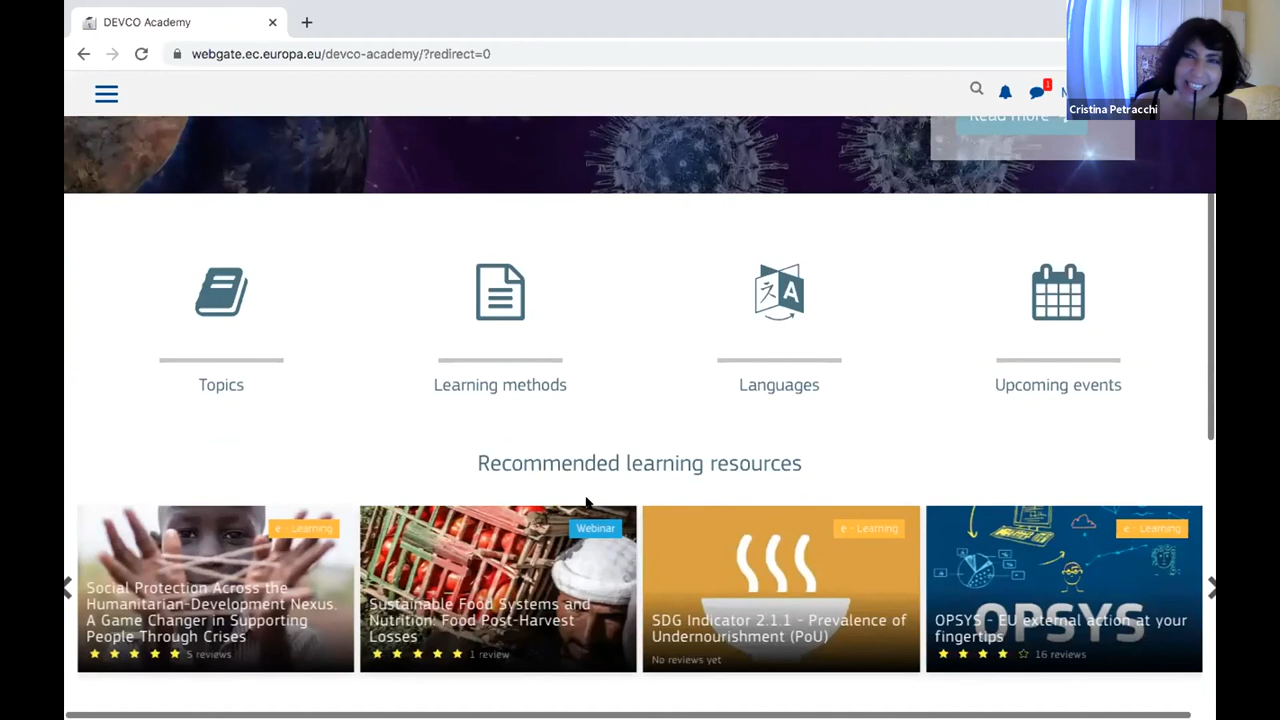 DEVCO Academy
webgate.ec.europa.eu/devco-academy/?redirect=0
1
Cristina Petracchi
Read more
Topics
Learning methods
Languages
Upcoming events
Recommended learning resources
e - Learning
Social Protection Across the
Humanitarian-Development Nexus.
A Game Changer in Supporting
People Through Crises
5 reviews
Webinar
Sustainable Food Systems and
Nutrition: Food Post-Harvest
Losses
1 review
e - Learning
SDG Indicator 2.1.1 - Prevalence of
Undernourishment (PoU)
No reviews yet
e - Learning
OPSYS
OPSYS - EU external action at your
fingertips
16 reviews